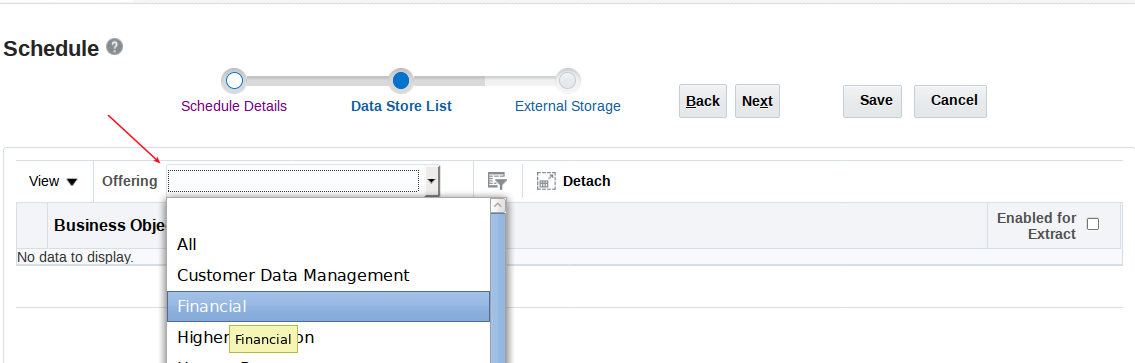 Schedule ?
Schedule Details Data Store List External Storage Back Next Save Cancel
View Offering Detach
Business Obje Enabled for
Extract
No data to display.
All
Customer Data Management
Financial
Higher on
Financial